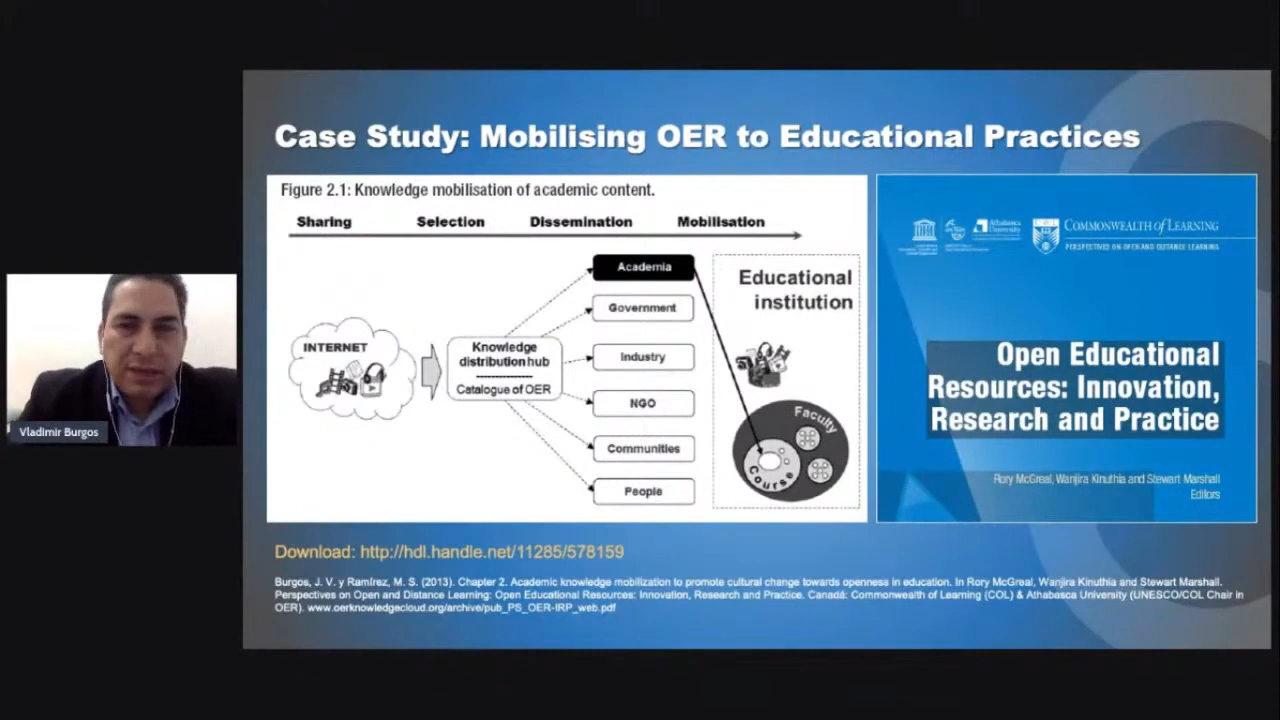 Case Study: Mobilising OER to Educational Practices
Figure 2.1: Knowledge mobilisation of academic content.
Sharing Selection Dissemination Mobilisation
INTERNET
Knowledge
distribution hub
Catalogue of OER
Academia
Government
Industry
NGO
Communities
People
Educational
institution
Faculty
Course
Athabasca
University
COMMONWEALTH of LEARNING
PERSPECTIVES ON OPEN AND DISTANCE LEARNING
Open Educational
Resources: Innovation,
Research and Practice
Rory McGreal, Wanjira Kinuthia and Stewart Marshall
Editors
Vladimir Burgos
Download: http://hdl.handle.net/11285/578159
Burgos, J. V. y Ramírez, M. S. (2013). Chapter 2. Academic knowledge mobilization to promote cultural change towards openness in education. In Rory McGreal, Wanjira Kinuthia and Stewart Marshall.
Perspectives on Open and Distance Learning: Open Educational Resources: Innovation, Research and Practice. Canadá: Commonwealth of Learning (COL) & Athabasca University (UNESCO/COL Chair in
OER). www.oerknowledgecloud.org/archive/pub_PS_OER-IRP_web.pdf